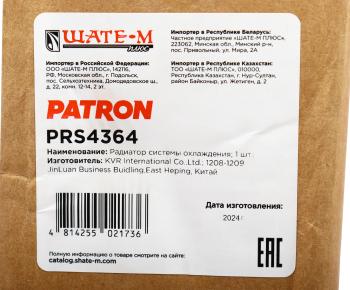 ШАТЕ-М
ПЛЮС
Импортер в Российской Федерации:
ООО «ШАТЕ-М ПЛЮС», 142116,
РФ, Московская обл., г. Подольск,
пос. Сельхозтехника, Домодедовское ш.,
д. 22, комн. 12-14, 2 эт.
Импортер в Республике Беларусь:
Частное предприятие «ШАТЕ-М ПЛЮС»,
223062, Минская обл., Минский р-н,
пос. Привольный, ул. Мира, 2А
Импортер в Республике Казахстан:
ТОО «ШАТЕ-М ПЛЮС», 010000,
Республика Казахстан, г. Нур-Султан,
район Байконыр, ул. Жетиген, д. 2
PATRON
PRS4364
Наименование: Радиатор системы охлаждения; 1 шт.
Изготовитель: KVR International Co.,Ltd.; 1208-1209
JinLuan Business Buidling,East Heping, Китай
4 814255 021736
Дата изготовления:
2024г
EAC
Полную информацию о товаре смотрите на сайте:
catalog.shate-m.com